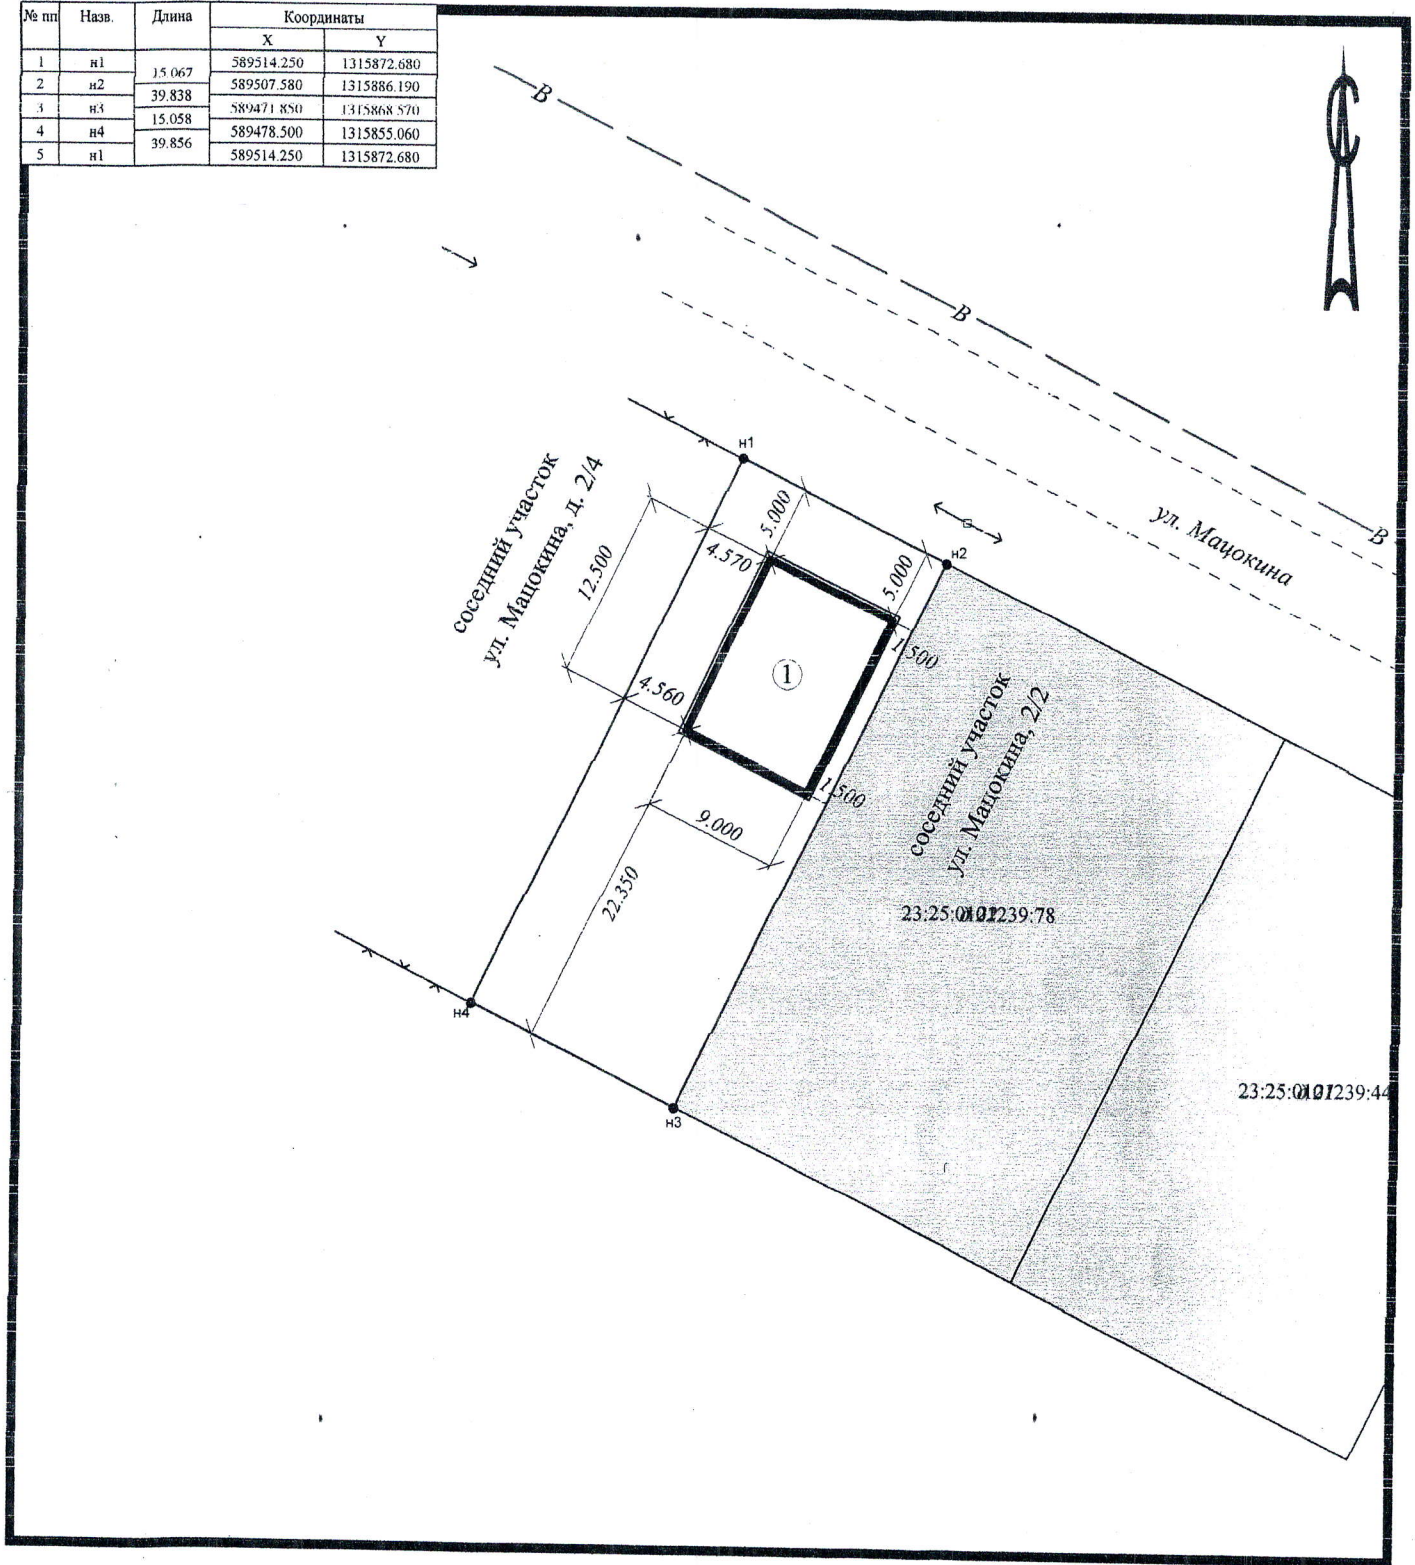 № пп Назв. Длина Координаты
X Y
1 н1 589514.250 1315872.680
15.067
2 н2 589507.580 1315886.190
39.838
3 н3 589471.850 1315868.570
15.058
4 н4 589478.500 1315855.060
39.856
5 н1 589514.250 1315872.680
В
В
В
ул. Мацокина
н1
н2
соседний участок
ул. Мацокина, д. 2/4
5.000
4.570
5.000
12.500
1.500
4.560
1
1.500
9.000
22.350
соседний участок
ул. Мацокина, 2/2
239:78
н4
н3
239:44